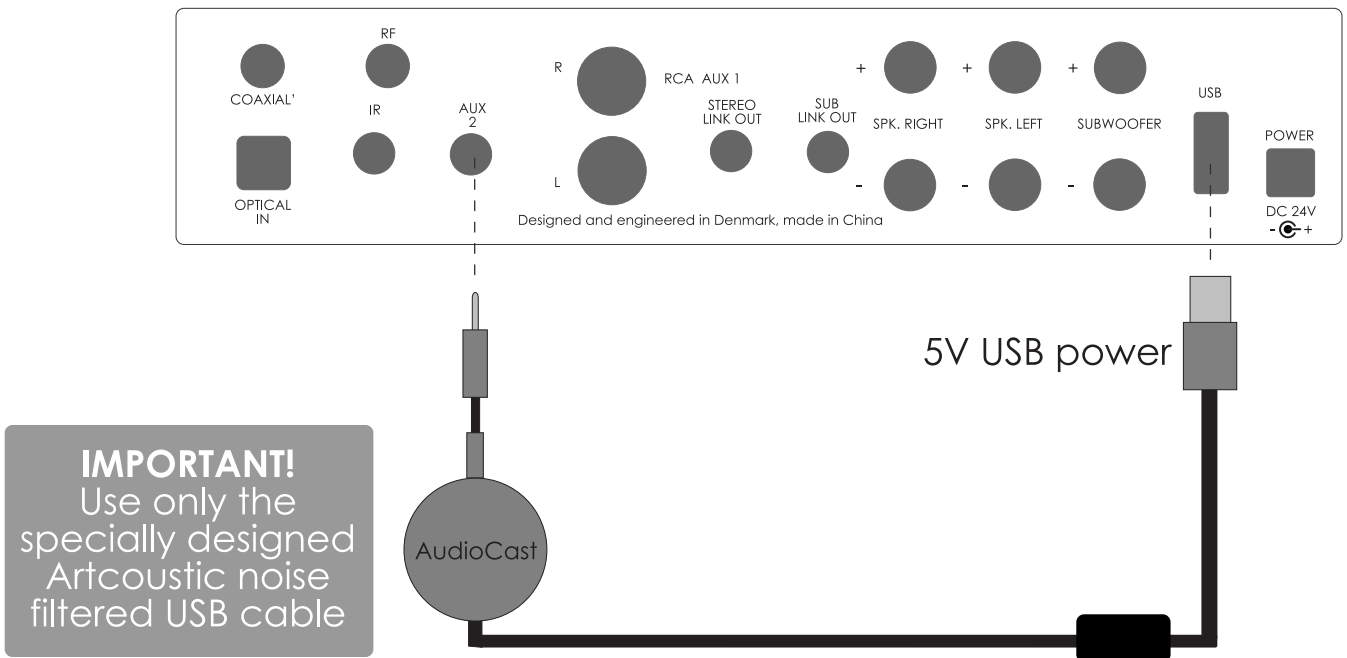 COAXIAL'
OPTICAL
IN
RF
IR
AUX
2
R
L
RCA AUX 1
STEREO
LINK OUT
SUB
LINK OUT
+
-
SPK. RIGHT
+
-
SPK. LEFT
+
-
SUBWOOFER
USB
POWER
DC 24V
- +
Designed and engineered in Denmark, made in China
5V USB power
IMPORTANT!
Use only the
specially designed
Artcoustic noise
filtered USB cable
AudioCast